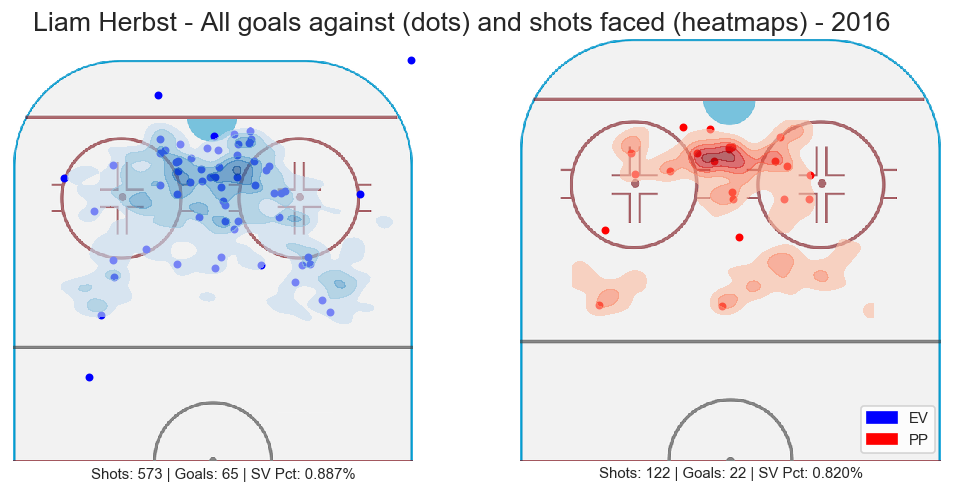 Liam Herbst - All goals against (dots) and shots faced (heatmaps) - 2016
EV
PP
Shots: 573 | Goals: 65 | SV Pct: 0.887%
Shots: 122 | Goals: 22 | SV Pct: 0.820%